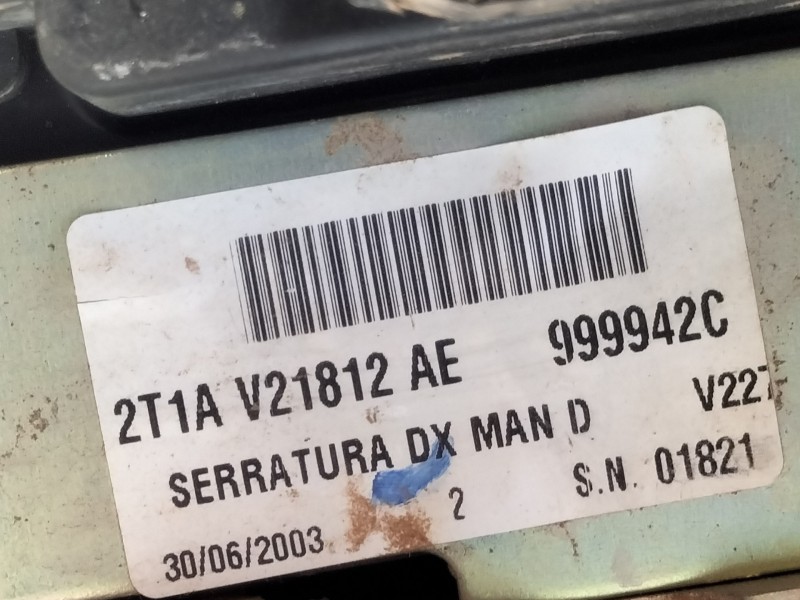 2T1A V21812 AE 999942C
SERRATURA DX MAN D V227
30/06/2003 2 S.N. 01821